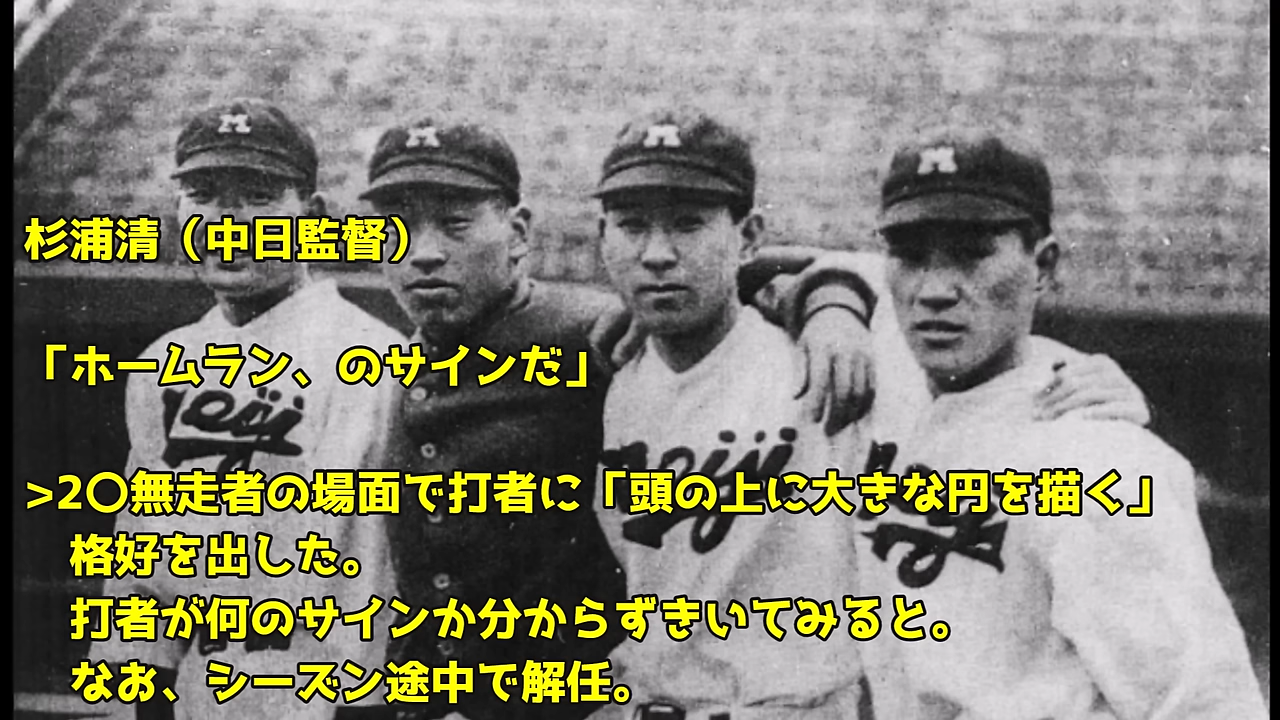 M
M
M
M
杉浦清（中日監督）
「ホームラン、のサインだ」
Meiji
Meiji
>2〇無走者の場面で打者に「頭の上に大きな円を描く」
格好を出した。
打者が何のサインか分からずきいてみると。
なお、シーズン途中で解任。